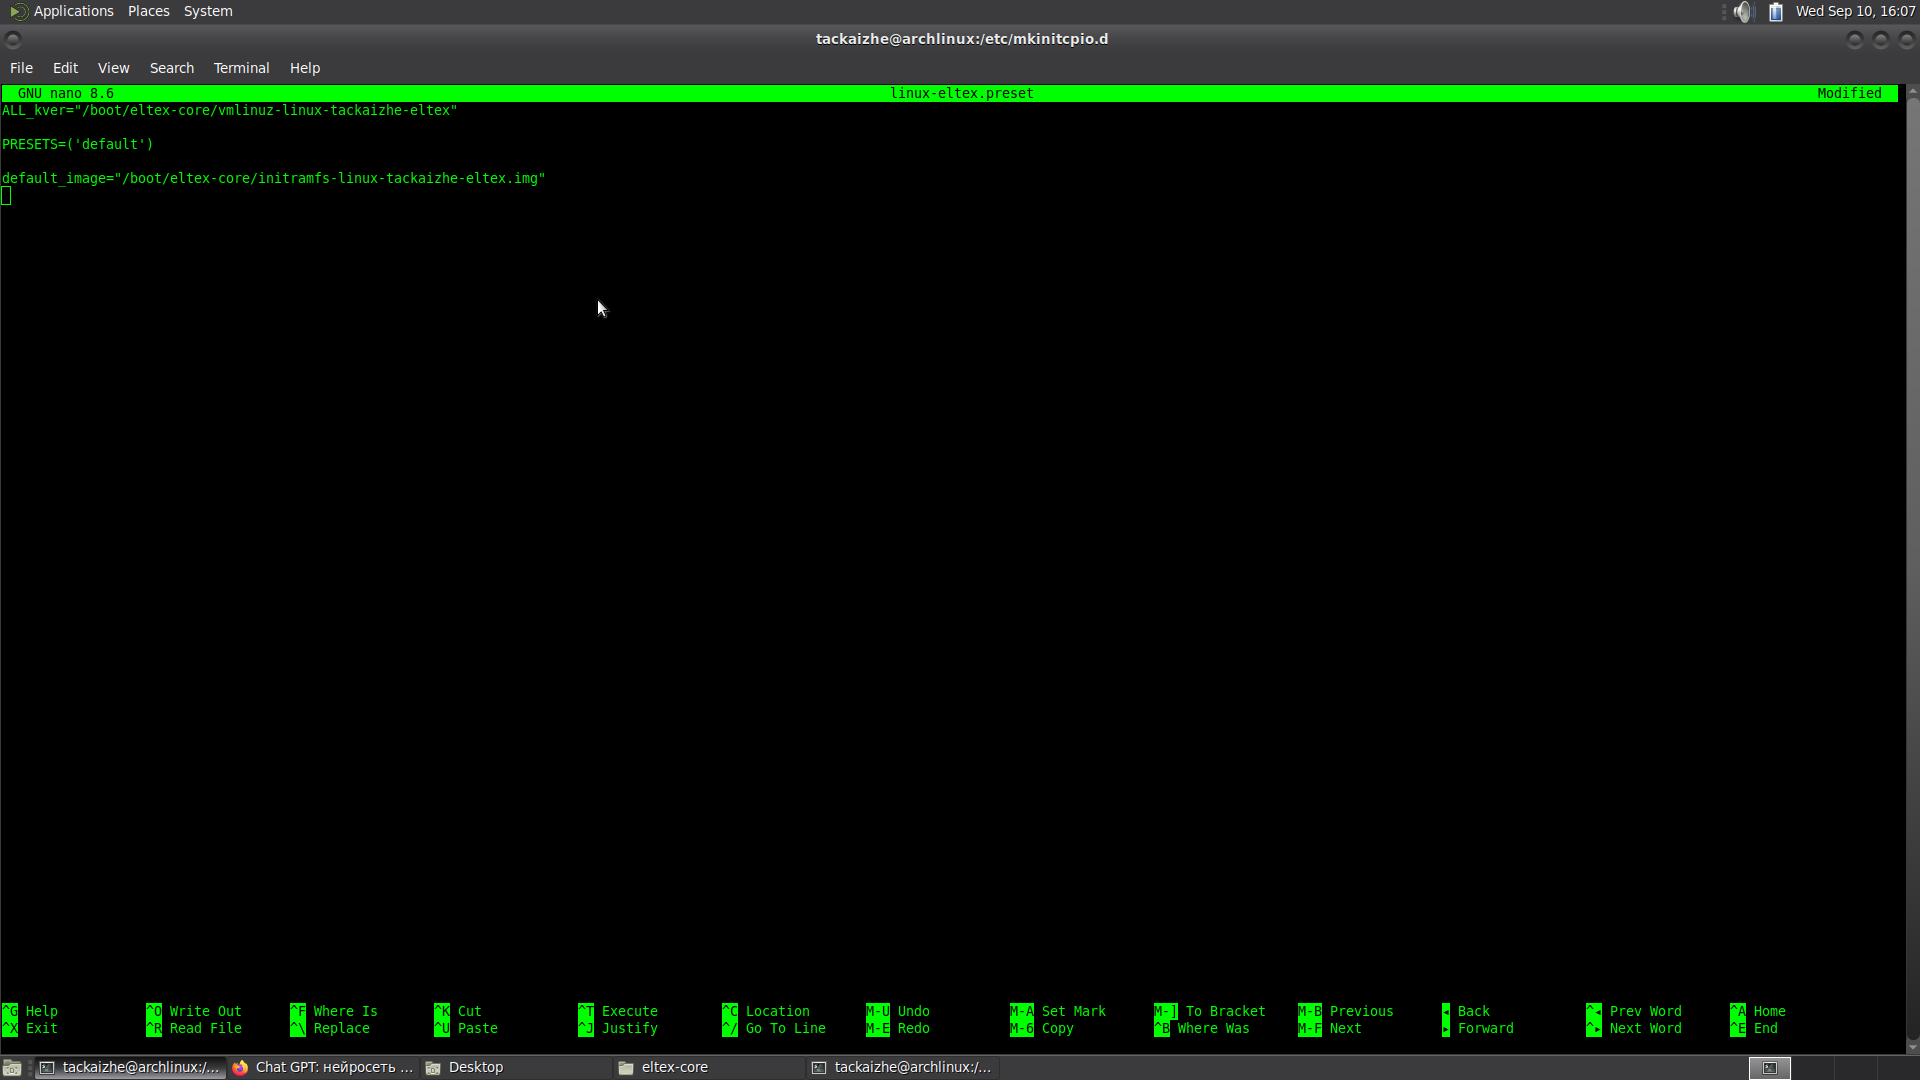 Applications Places System Wed Sep 10, 16:07
tackaizhe@archlinux:/etc/mkinitcpio.d
File Edit View Search Terminal Help
GNU nano 8.6 linux-eltex.preset Modified
ALL_kver="/boot/eltex-core/vmlinuz-linux-tackaizhe-eltex"
PRESETS=('default')
default_image="/boot/eltex-core/initramfs-linux-tackaizhe-eltex.img"
^G Help ^O Write Out ^F Where Is ^K Cut ^T Execute ^C Location M-U Undo M-A Set Mark M-] To Bracket M-B Previous ◂ Back ^◂ Prev Word ^A Home
^X Exit ^R Read File ^\ Replace ^U Paste ^J Justify ^/ Go To Line M-E Redo M-6 Copy ^B Where Was M-F Next ▸ Forward ^▸ Next Word ^E End
tackaizhe@archlinux:/... Chat GPT: нейросеть ... Desktop eltex-core tackaizhe@archlinux:/...